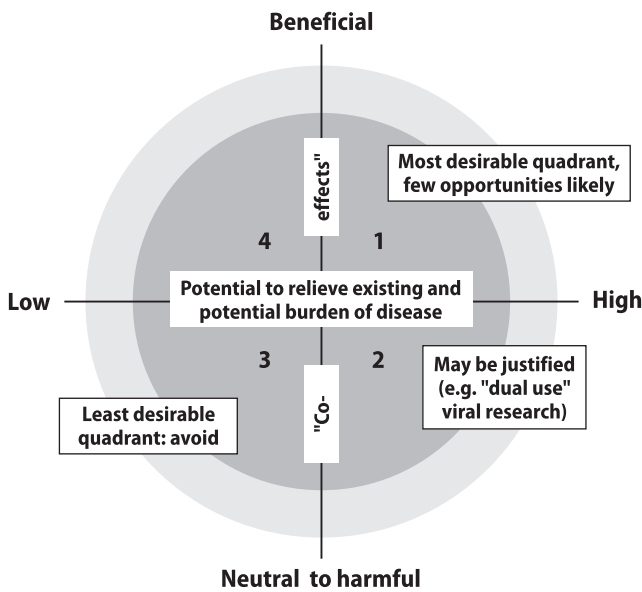 Beneficial
Most desirable quadrant,
few opportunities likely
effects"
4
1
Potential to relieve existing and
potential burden of disease
Low
High
3
2
May be justified
(e.g. "dual use"
viral research)
"Co-
Least desirable
quadrant: avoid
Neutral to harmful